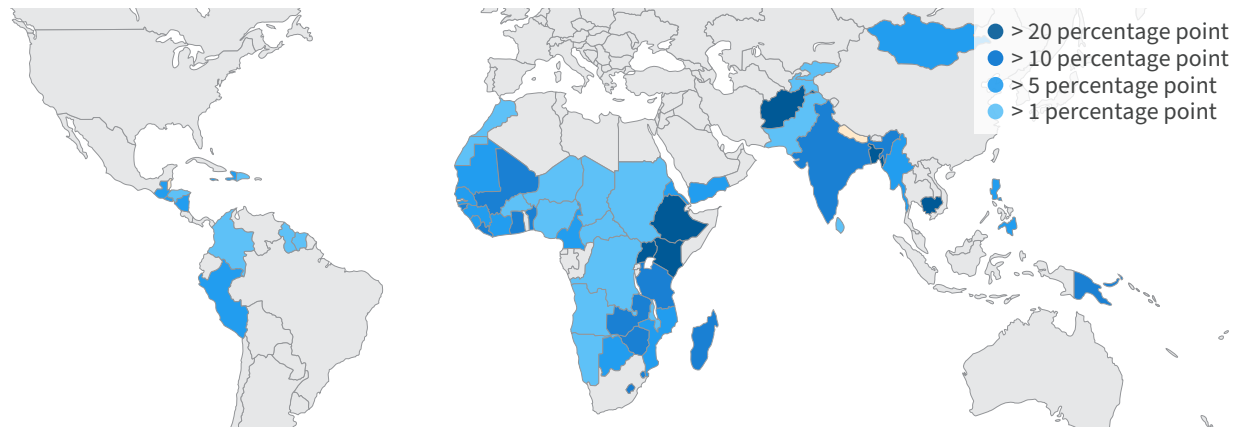 > 20 percentage point
> 10 percentage point
> 5 percentage point
> 1 percentage point